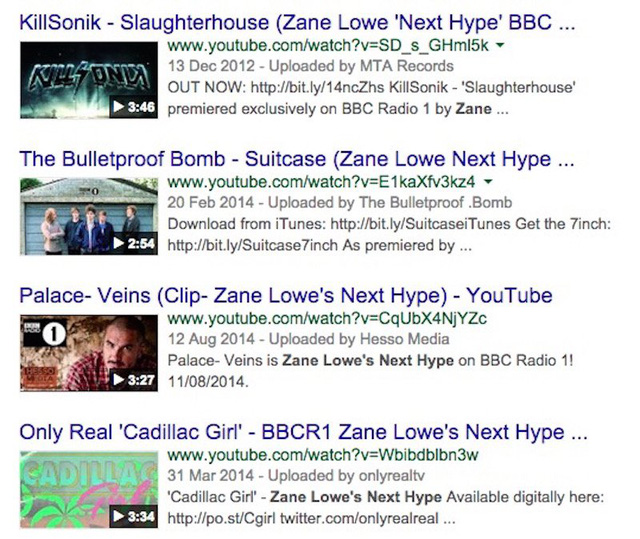 KillSonik - Slaughterhouse (Zane Lowe 'Next Hype' BBC ...
www.youtube.com/watch?v=SD_s_GHml5k
KILLSONIK
3:46
13 Dec 2012 - Uploaded by MTA Records
OUT NOW: http://bit.ly/14ncZhs KillSonik - 'Slaughterhouse'
premiered exclusively on BBC Radio 1 by Zane ...
The Bulletproof Bomb - Suitcase (Zane Lowe Next Hype ...
www.youtube.com/watch?v=E1kaXfv3kz4
2:54
20 Feb 2014 - Uploaded by The Bulletproof .Bomb
Download from iTunes: http://bit.ly/SuitcaseiTunes Get the 7inch:
http://bit.ly/Suitcase7inch As premiered by ...
Palace- Veins (Clip- Zane Lowe's Next Hype) - YouTube
www.youtube.com/watch?v=CqUbX4NjYZc
BBC
RADIO
1
HESSO
MEDIA
3:27
12 Aug 2014 - Uploaded by Hesso Media
Palace- Veins is Zane Lowe's Next Hype on BBC Radio 1!
11/08/2014.
Only Real 'Cadillac Girl' - BBCR1 Zane Lowe's Next Hype ...
www.youtube.com/watch?v=Wbibdblbn3w
CADILLAC
3:34
31 Mar 2014 - Uploaded by onlyrealtv
'Cadillac Girl' - Zane Lowe's Next Hype Available digitally here:
http://po.st/Cgirl twitter.com/onlyrealreal ...